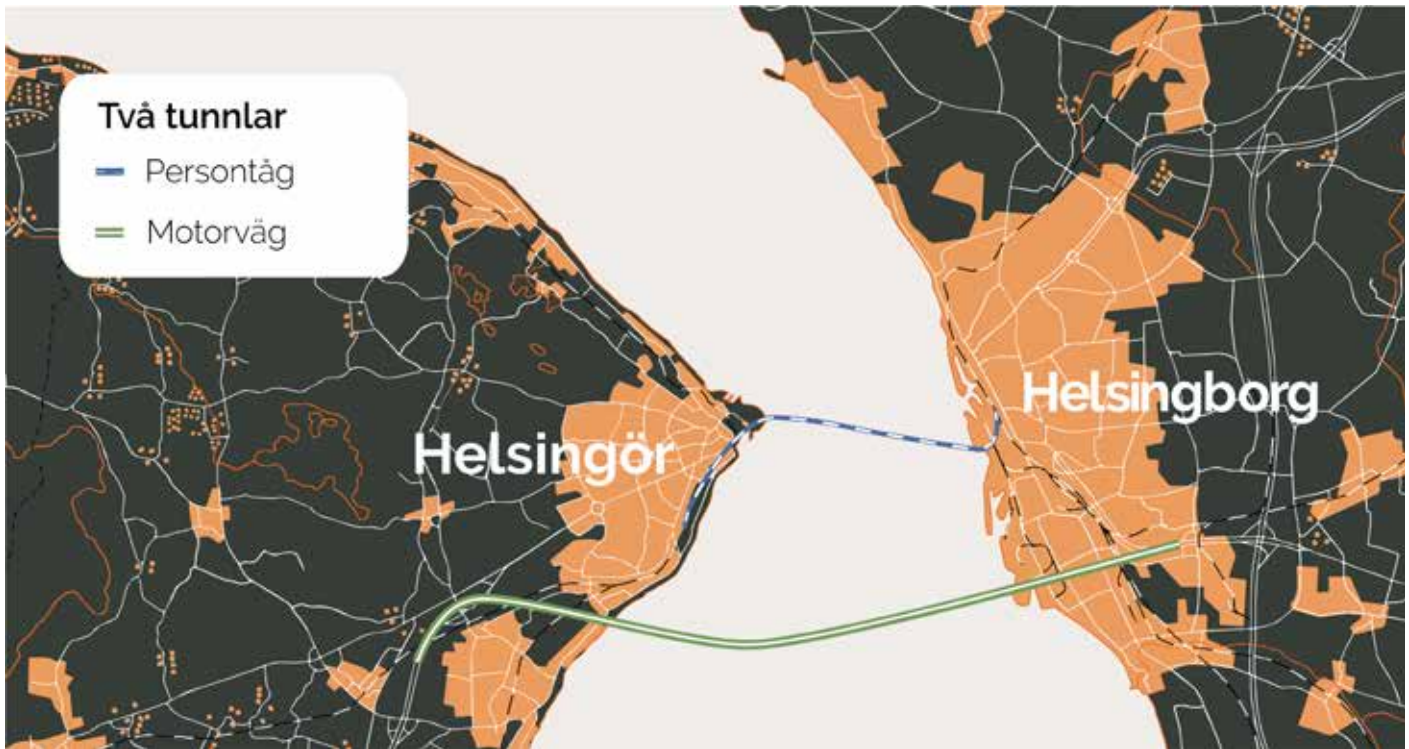 Två tunnlar
Persontåg
Motorväg
Helsingör
Helsingborg